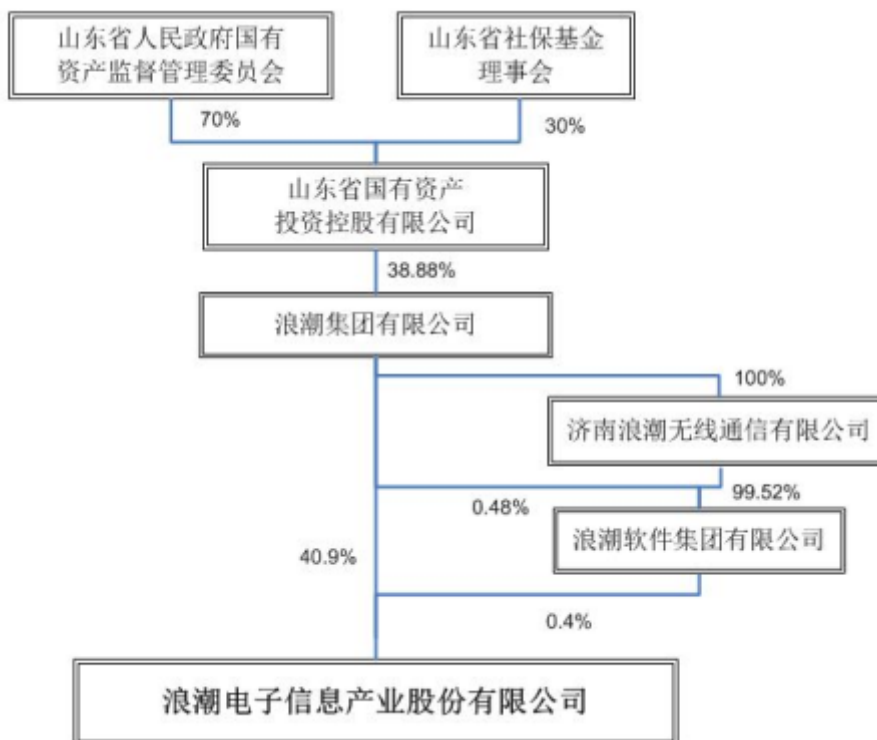 山东省人民政府国有
资产监督管理委员会
山东省社保基金
理事会
70%
30%
山东省国有资产
投资控股有限公司
38.88%
浪潮集团有限公司
100%
济南浪潮无线通信有限公司
0.48%
99.52%
浪潮软件集团有限公司
40.9%
0.4%
浪潮电子信息产业股份有限公司